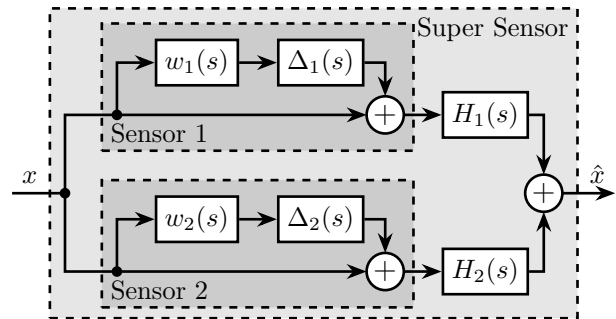 Super Sensor
w₁(s) Δ₁(s)
+ H₁(s)
Sensor 1
x + x̂
w₂(s) Δ₂(s)
+ H₂(s)
Sensor 2